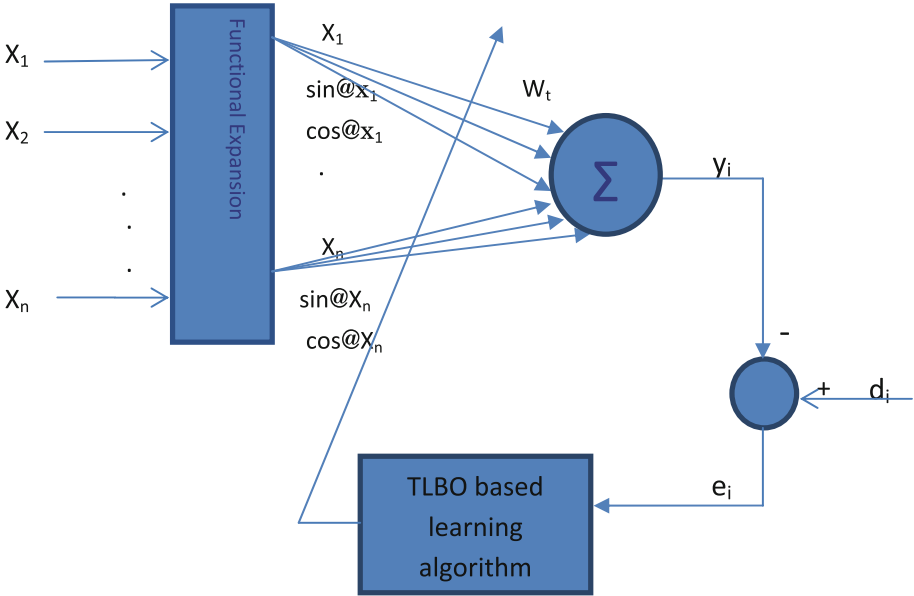 X1
X2
.
.
.
Xn
Functional Expansion
X1
sin@x1
cos@x1
.
Xn
sin@Xn
cos@Xn
Wt
Σ
yi
-
+
di
ei
TLBO based
learning
algorithm